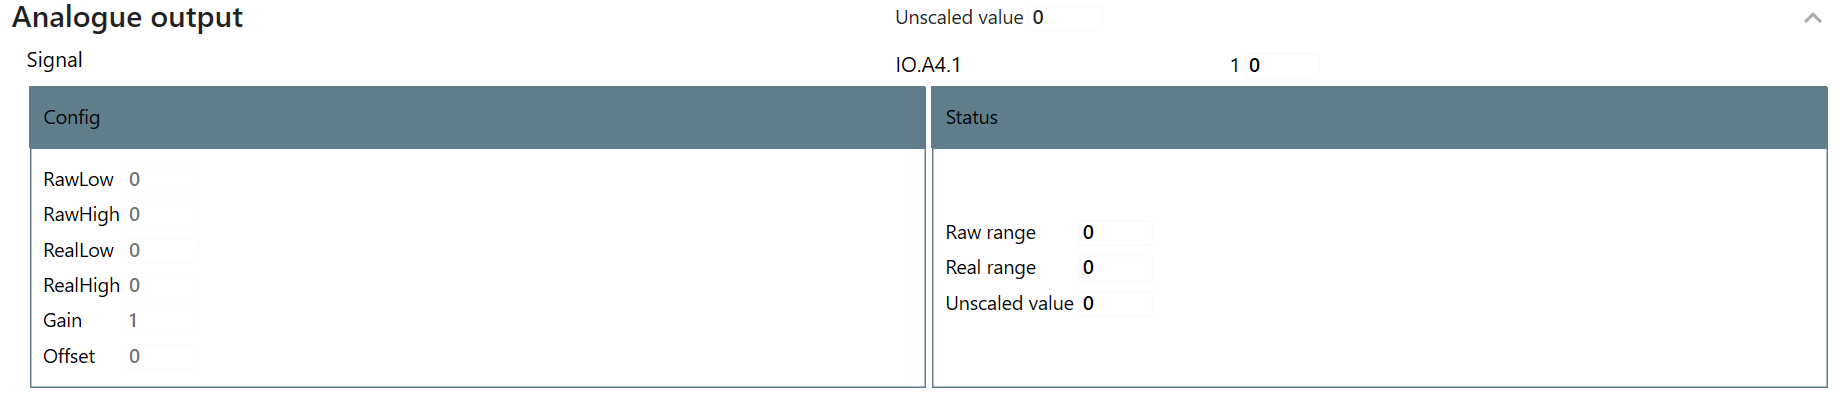 Analogue output Unscaled value 0
Signal IO.A4.1 1 0
Config Status
RawLow 0
RawHigh 0
RealLow 0
RealHigh 0
Gain 1
Offset 0
Raw range 0
Real range 0
Unscaled value 0